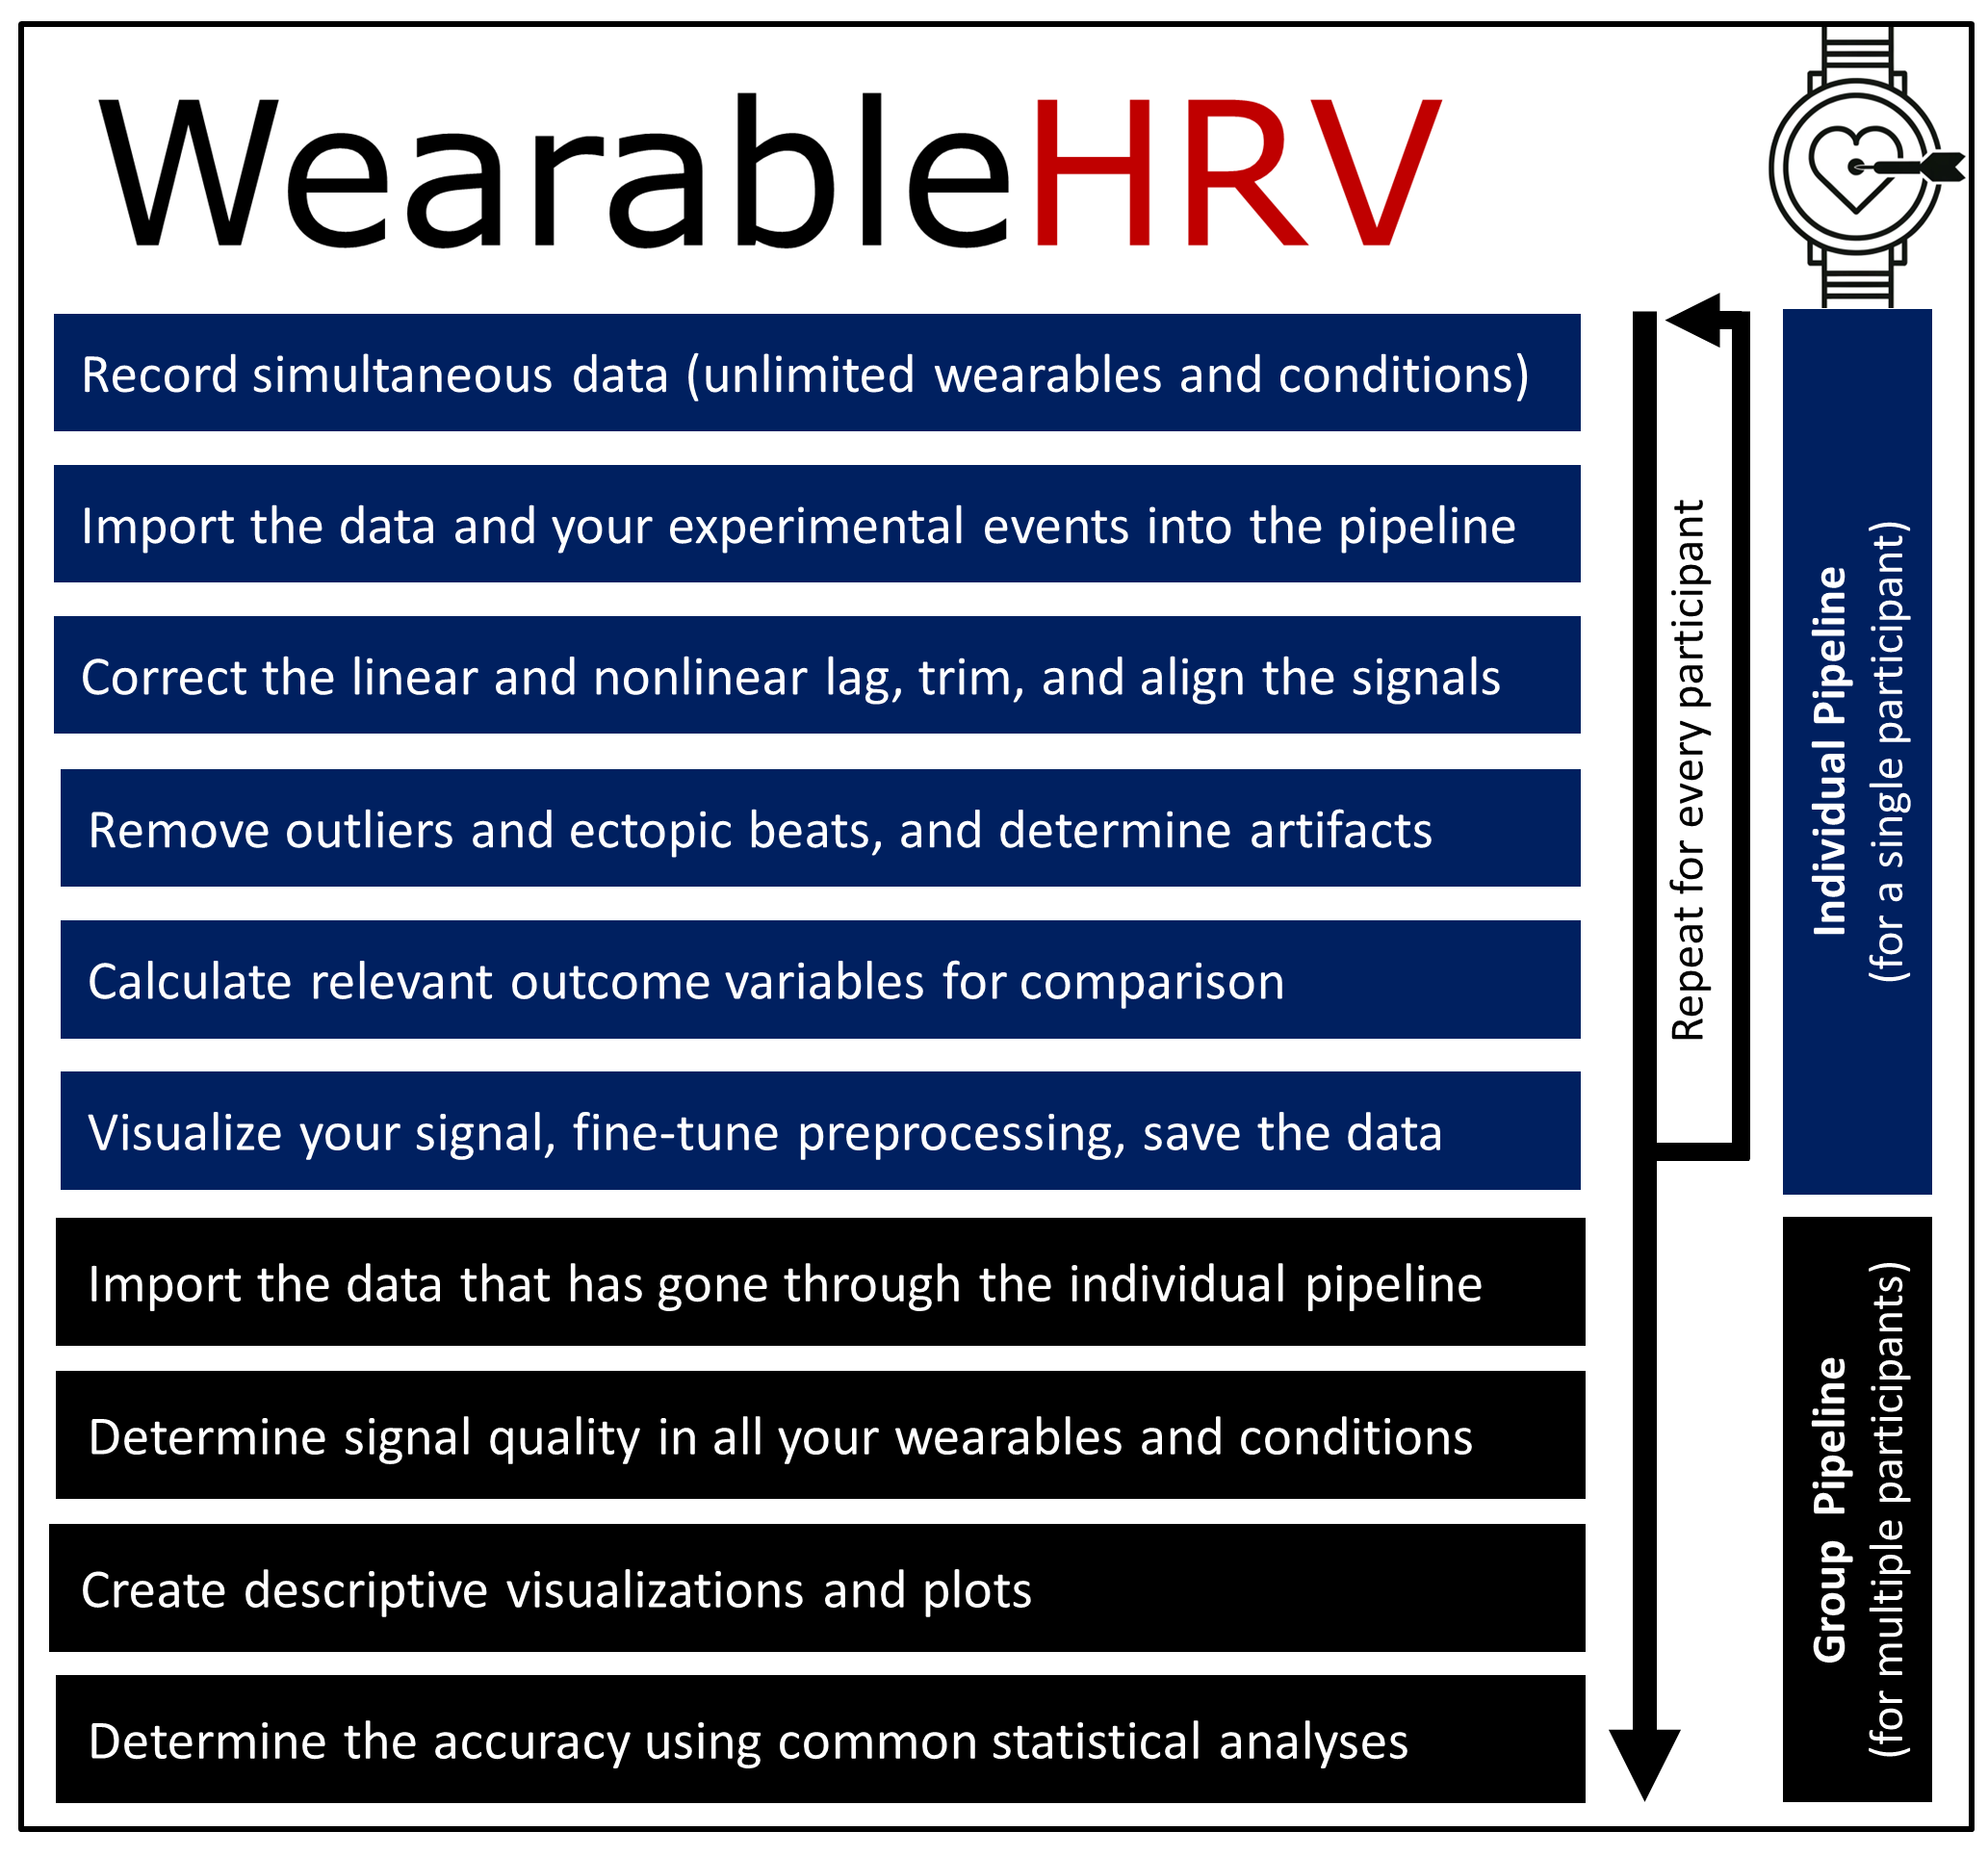 WearableHRV
Record simultaneous data (unlimited wearables and conditions)
Import the data and your experimental events into the pipeline
Correct the linear and nonlinear lag, trim, and align the signals
Remove outliers and ectopic beats, and determine artifacts
Calculate relevant outcome variables for comparison
Visualize your signal, fine-tune preprocessing, save the data
Import the data that has gone through the individual pipeline
Determine signal quality in all your wearables and conditions
Create descriptive visualizations and plots
Determine the accuracy using common statistical analyses
Repeat for every participant
Individual Pipeline
(for a single participant)
Group Pipeline
(for multiple participants)